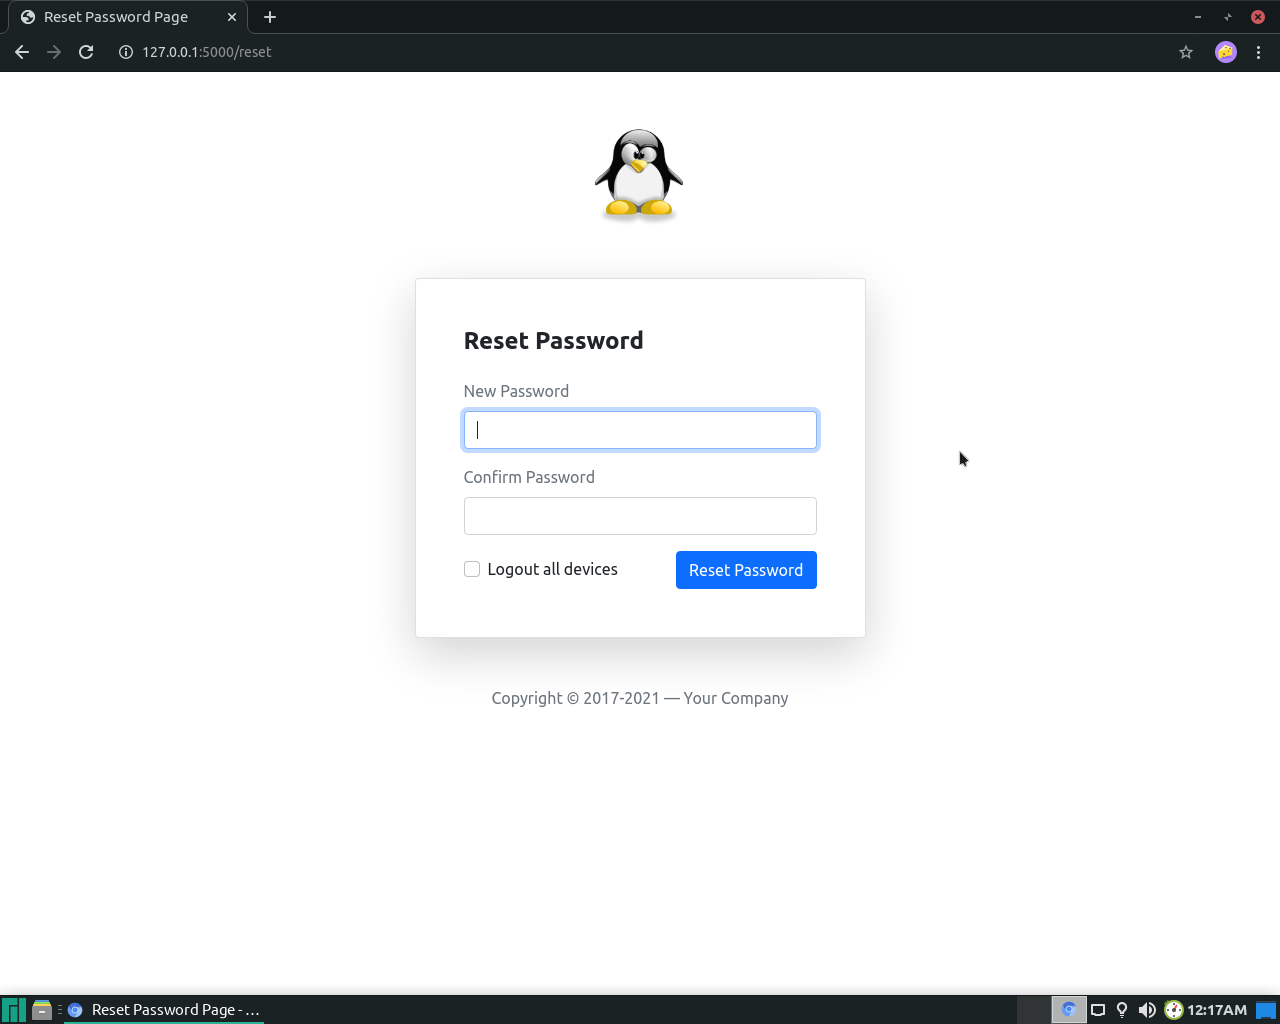 Reset Password Page
127.0.0.1:5000/reset
Reset Password
New Password
Confirm Password
Logout all devices
Reset Password
Copyright © 2017-2021 — Your Company
Reset Password Page - ...
12:17AM